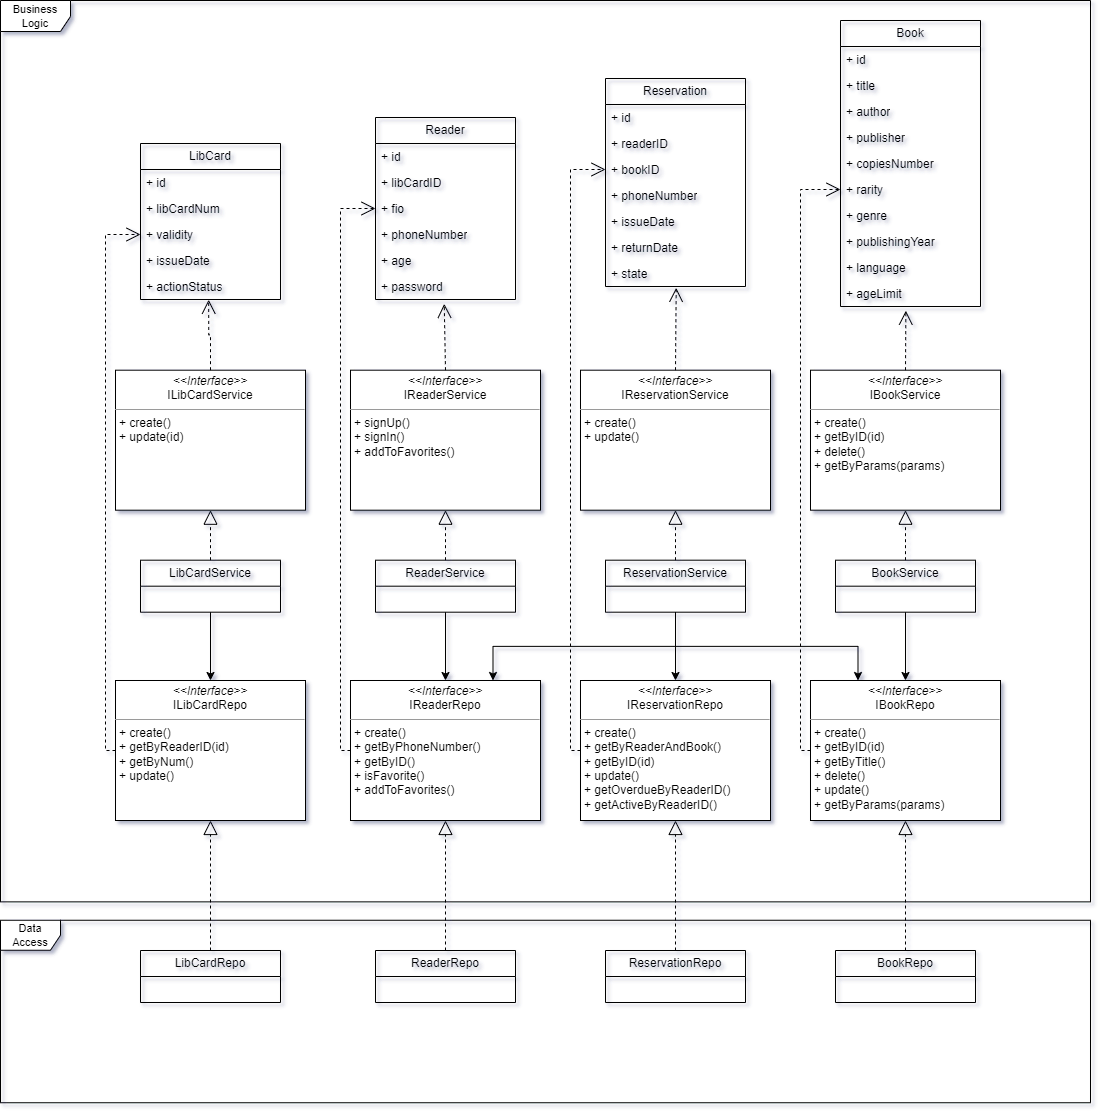 Business
Logic
LibCard
+ id
+ libCardNum
+ validity
+ issueDate
+ actionStatus
Reader
+ id
+ libCardID
+ fio
+ phoneNumber
+ age
+ password
Reservation
+ id
+ readerID
+ bookID
+ phoneNumber
+ issueDate
+ returnDate
+ state
Book
+ id
+ title
+ author
+ publisher
+ copiesNumber
+ rarity
+ genre
+ publishingYear
+ language
+ ageLimit
<<Interface>>
ILibCardService
+ create()
+ update(id)
<<Interface>>
IReaderService
+ signUp()
+ signIn()
+ addToFavorites()
<<Interface>>
IReservationService
+ create()
+ update()
<<Interface>>
IBookService
+ create()
+ getByID(id)
+ delete()
+ getByParams(params)
LibCardService
ReaderService
ReservationService
BookService
<<Interface>>
ILibCardRepo
+ create()
+ getByReaderID(id)
+ getByNum()
+ update()
<<Interface>>
IReaderRepo
+ create()
+ getByPhoneNumber()
+ getByID()
+ isFavorite()
+ addToFavorites()
<<Interface>>
IReservationRepo
+ create()
+ getByReaderAndBook()
+ getByID(id)
+ update()
+ getOverdueByReaderID()
+ getActiveByReaderID()
<<Interface>>
IBookRepo
+ create()
+ getByID(id)
+ getByTitle()
+ delete()
+ update()
+ getByParams(params)
Data
Access
LibCardRepo
ReaderRepo
ReservationRepo
BookRepo